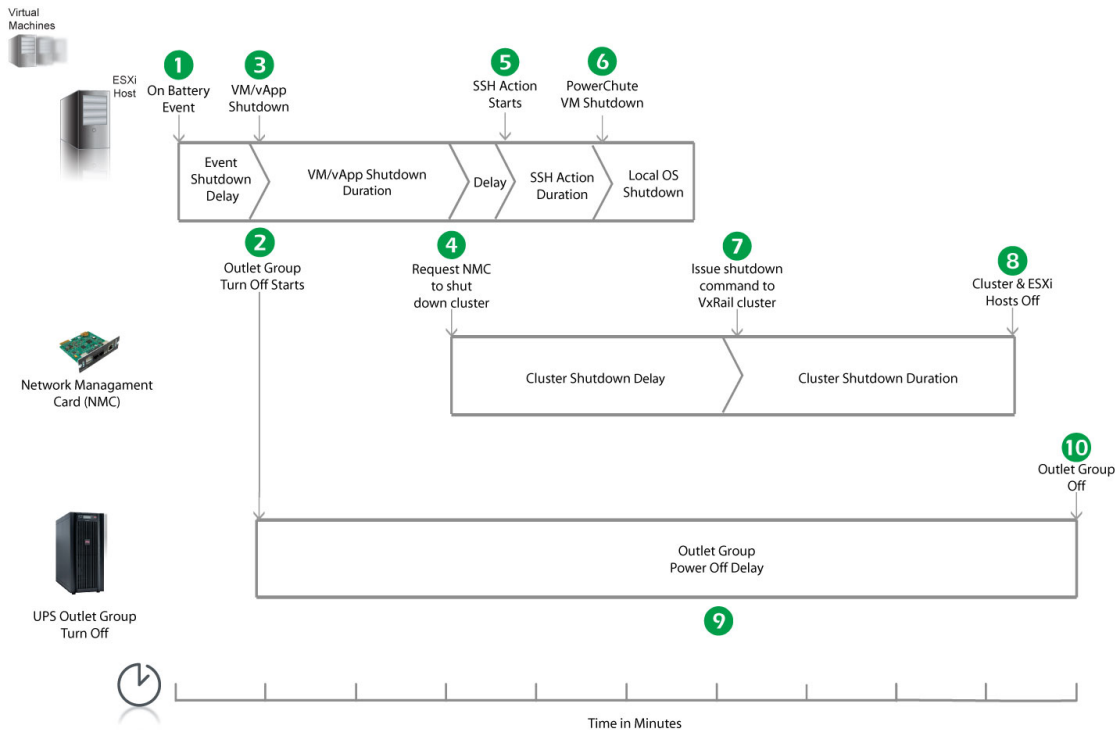 Virtual
Machines
ESXi
Host
1
On Battery
Event
3
VM/vApp
Shutdown
5
SSH Action
Starts
6
PowerChute
VM Shutdown
Event
Shutdown
Delay
VM/vApp Shutdown
Duration
Delay
SSH Action
Duration
Local OS
Shutdown
2
Outlet Group
Turn Off Starts
4
Request NMC
to shut
down cluster
7
Issue shutdown
command to
VxRail cluster
8
Cluster & ESXi
Hosts Off
Network Managament
Card (NMC)
Cluster Shutdown Delay
Cluster Shutdown Duration
10
Outlet Group
Off
Outlet Group
Power Off Delay
9
UPS Outlet Group
Turn Off
Time in Minutes